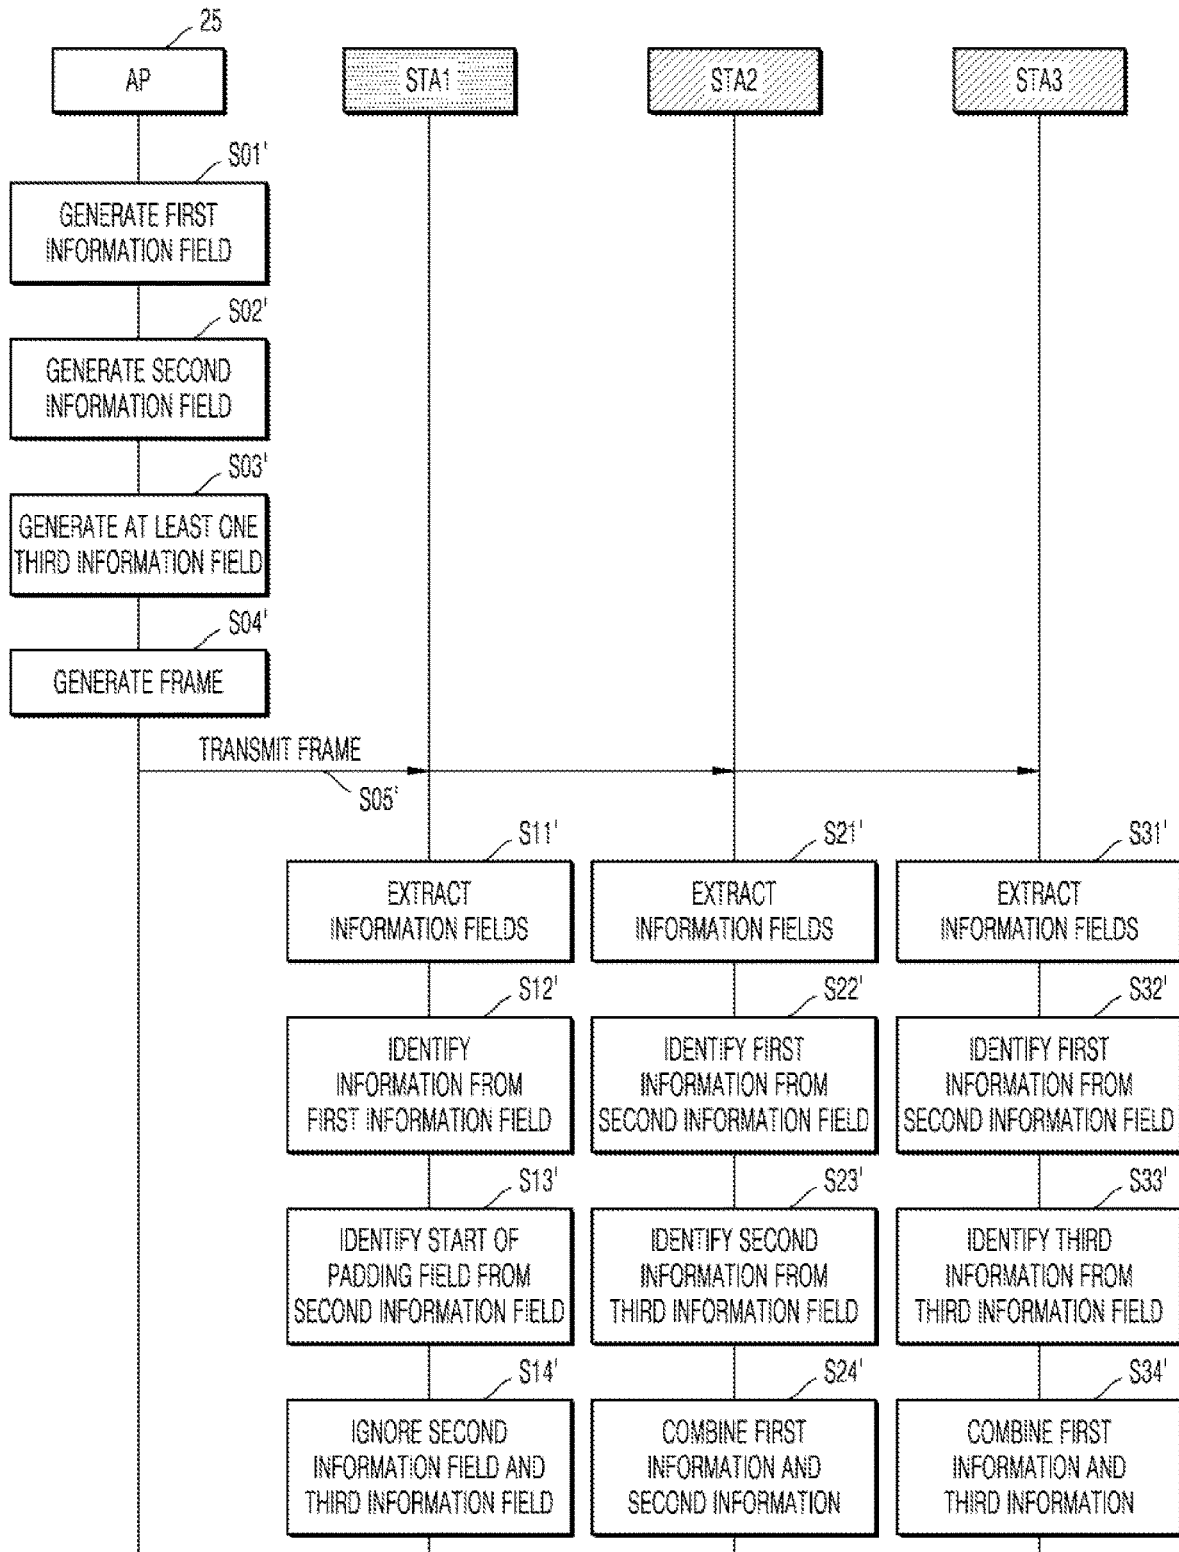 25
AP
STA1
STA2
STA3
S01'
GENERATE FIRST
INFORMATION FIELD
S02'
GENERATE SECOND
INFORMATION FIELD
S03'
GENERATE AT LEAST ONE
THIRD INFORMATION FIELD
S04'
GENERATE FRAME
TRANSMIT FRAME
S05'
S11'
EXTRACT
INFORMATION FIELDS
S21'
EXTRACT
INFORMATION FIELDS
S31'
EXTRACT
INFORMATION FIELDS
S12'
IDENTIFY
INFORMATION FROM
FIRST INFORMATION FIELD
S22'
IDENTIFY FIRST
INFORMATION FROM
SECOND INFORMATION FIELD
S32'
IDENTIFY FIRST
INFORMATION FROM
SECOND INFORMATION FIELD
S13'
IDENTIFY START OF
PADDING FIELD FROM
SECOND INFORMATION FIELD
S23'
IDENTIFY SECOND
INFORMATION FROM
THIRD INFORMATION FIELD
S33'
IDENTIFY THIRD
INFORMATION FROM
THIRD INFORMATION FIELD
S14'
IGNORE SECOND
INFORMATION FIELD AND
THIRD INFORMATION FIELD
S24'
COMBINE FIRST
INFORMATION AND
SECOND INFORMATION
S34'
COMBINE FIRST
INFORMATION AND
THIRD INFORMATION